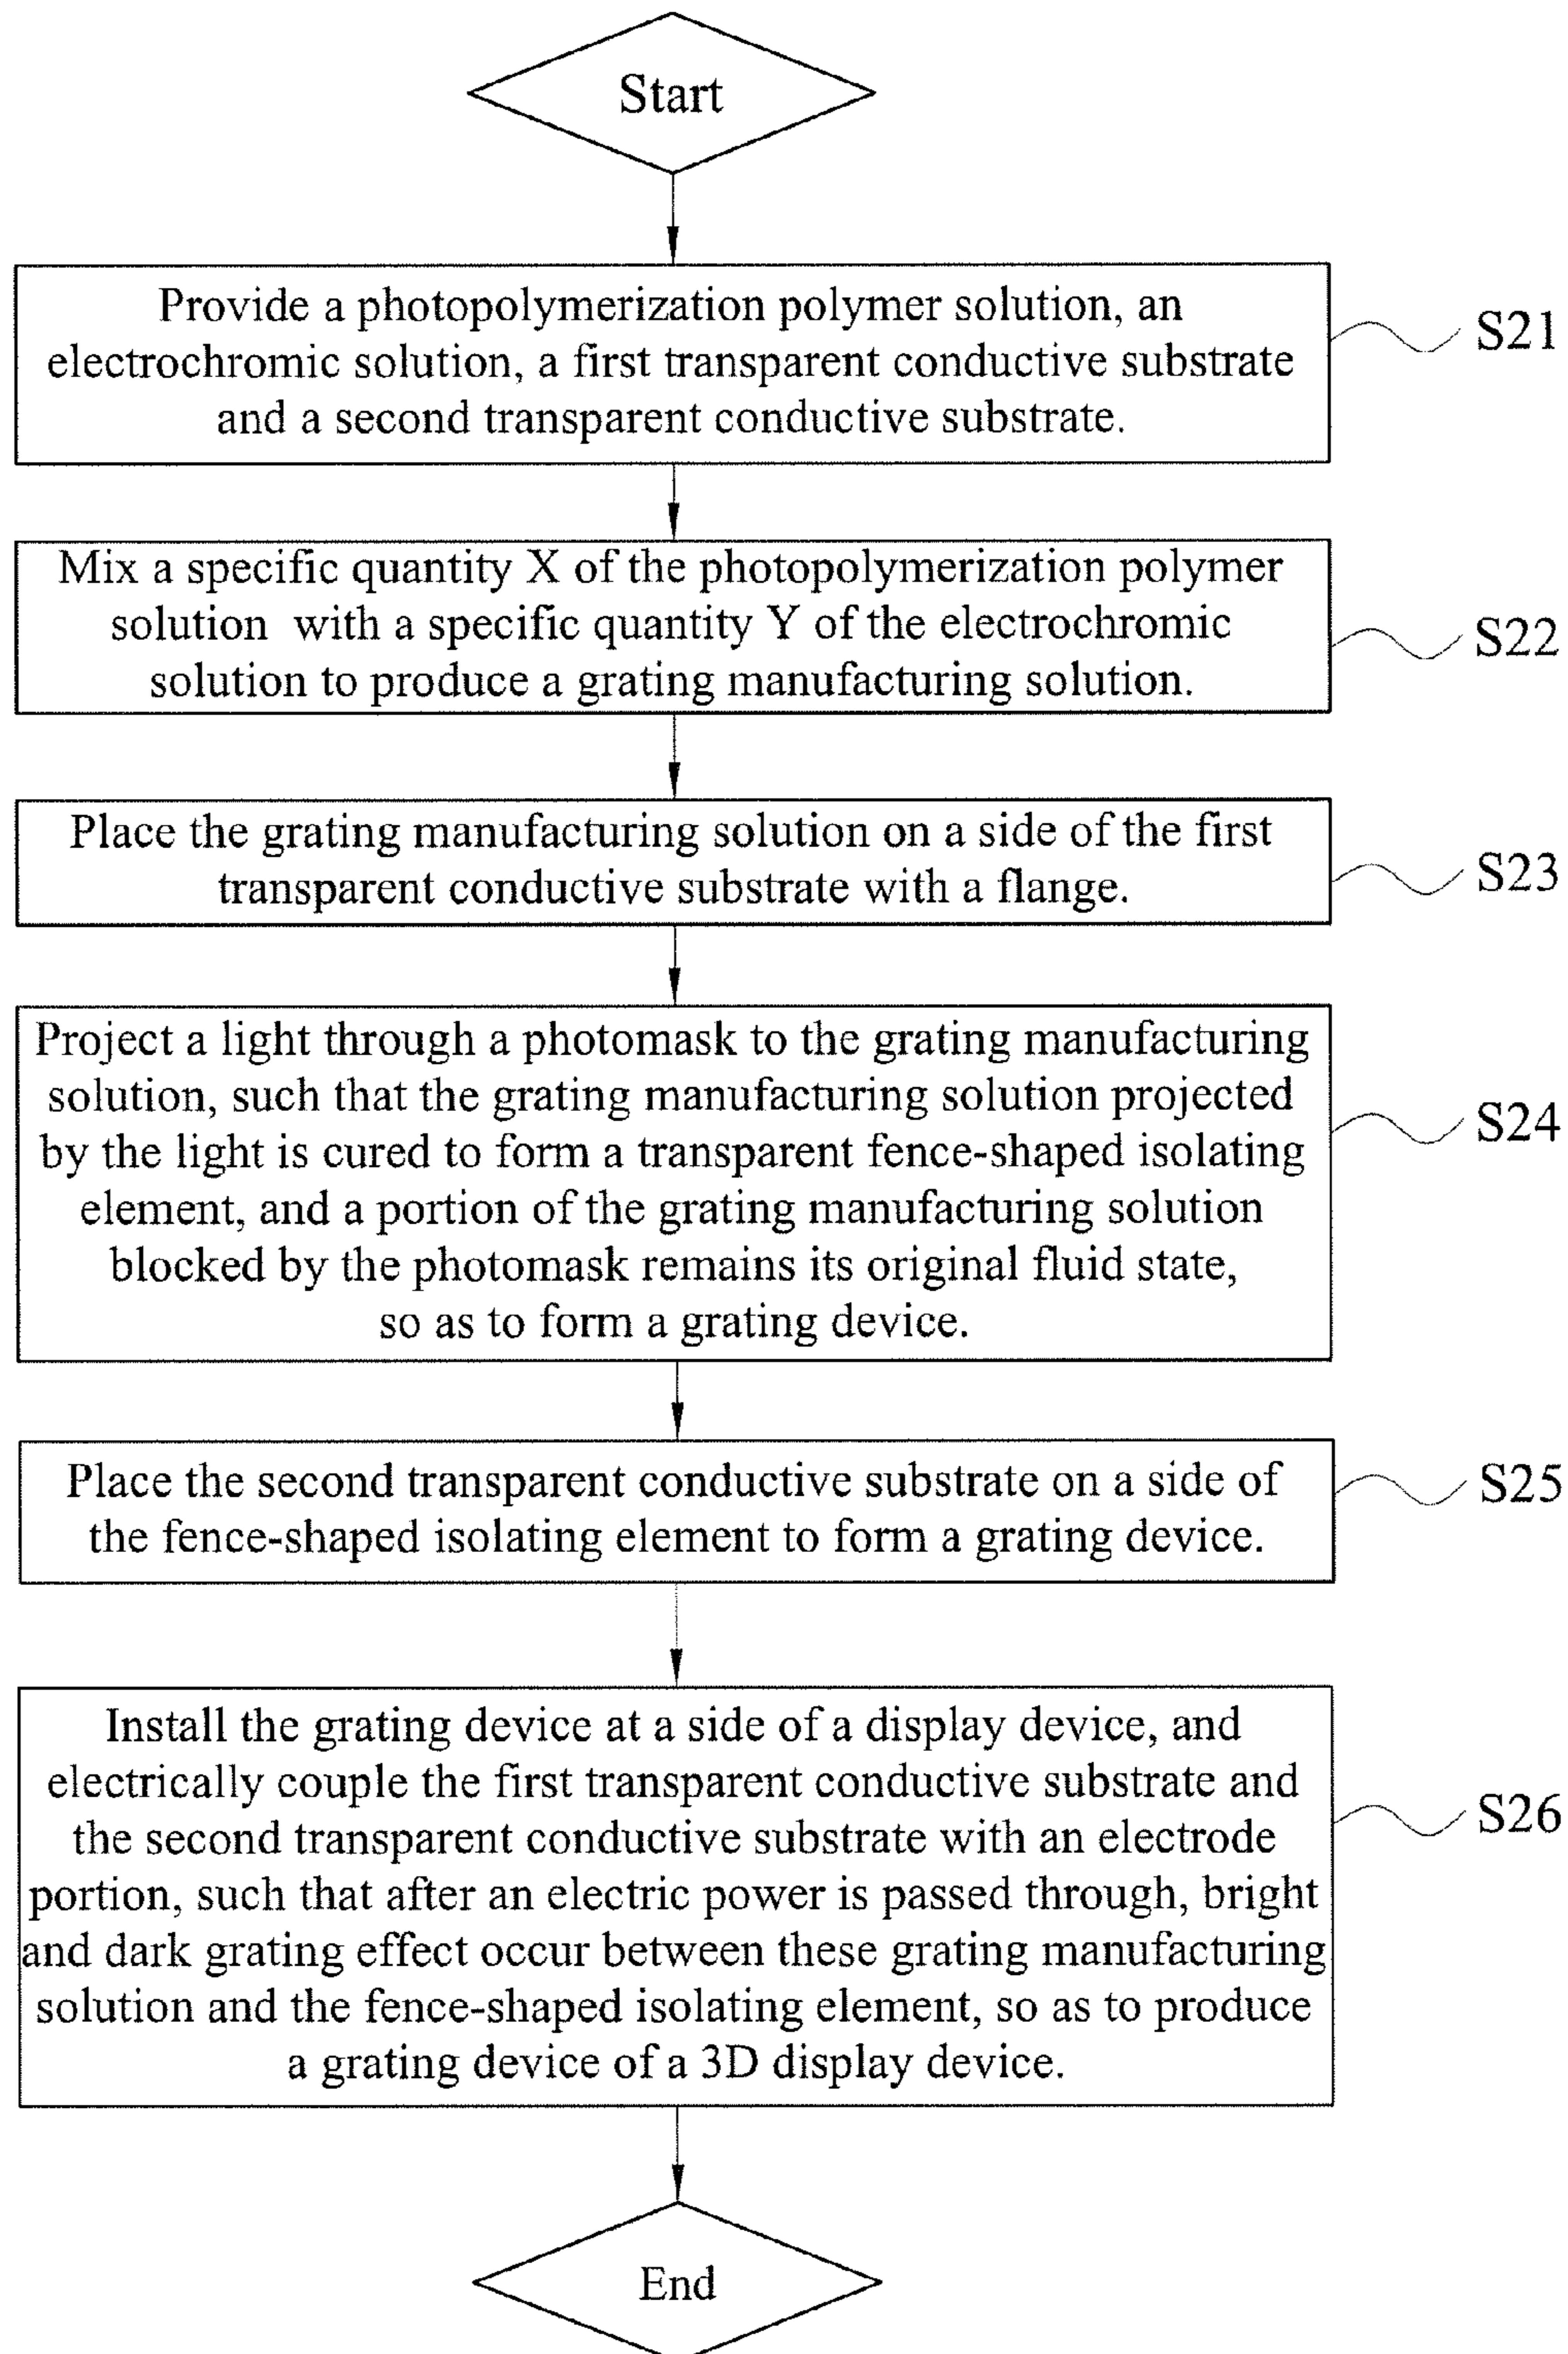 Start
Provide a photopolymerization polymer solution, an
electrochromic solution, a first transparent conductive substrate
and a second transparent conductive substrate.
S21
Mix a specific quantity X of the photopolymerization polymer
solution with a specific quantity Y of the electrochromic
solution to produce a grating manufacturing solution.
S22
Place the grating manufacturing solution on a side of the first
transparent conductive substrate with a flange.
S23
Project a light through a photomask to the grating manufacturing
solution, such that the grating manufacturing solution projected
by the light is cured to form a transparent fence-shaped isolating
element, and a portion of the grating manufacturing solution
blocked by the photomask remains its original fluid state,
so as to form a grating device.
S24
Place the second transparent conductive substrate on a side of
the fence-shaped isolating element to form a grating device.
S25
Install the grating device at a side of a display device, and
electrically couple the first transparent conductive substrate and
the second transparent conductive substrate with an electrode
portion, such that after an electric power is passed through, bright
and dark grating effect occur between these grating manufacturing
solution and the fence-shaped isolating element, so as to produce
a grating device of a 3D display device.
S26
End